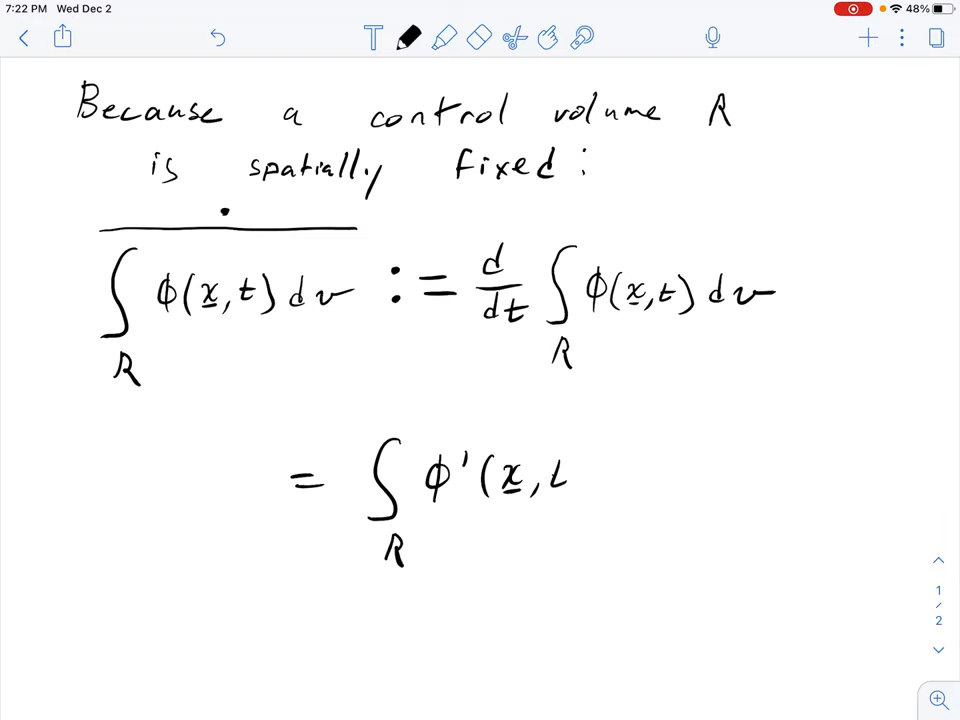 7:22 PM Wed Dec 2
48%
T
Because a control volume R
is spatially fixed:
∫_R ϕ(x̲, t) dv := d/dt ∫_R ϕ(x̲, t) dv
= ∫_R ϕ'(x̲, t
1
/
2